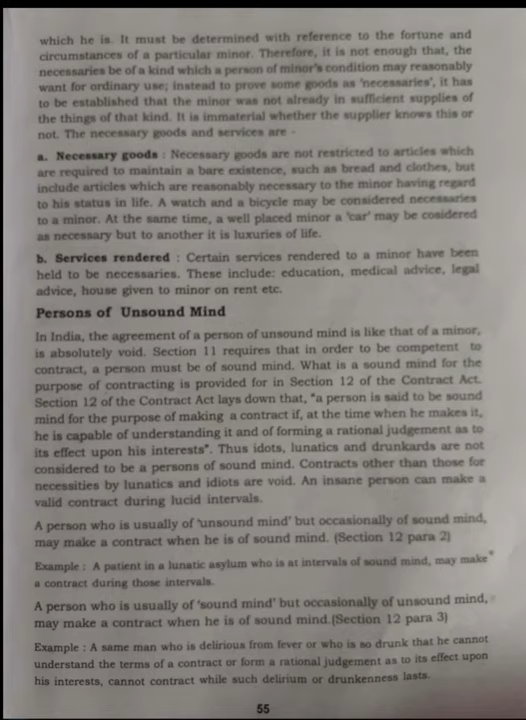 which he is. It must be determined with reference to the fortune and
circumstances of a particular minor. Therefore, it is not enough that, the
necessaries be of a kind which a person of minor's condition may reasonably
want for ordinary use; instead to prove some goods as 'necessaries', it has
to be established that the minor was not already in sufficient supplies of
the things of that kind. It is immaterial whether the supplier knows this or
not. The necessary goods and services are -
a. Necessary goods : Necessary goods are not restricted to articles which
are required to maintain a bare existence, such as bread and clothes, but
include articles which are reasonably necessary to the minor having regard
to his status in life. A watch and a bicycle may be considered necessaries
to a minor. At the same time, a well placed minor a 'car' may be cosidered
as necessary but to another it is luxuries of life.
b. Services rendered : Certain services rendered to a minor have been
held to be necessaries. These include: education, medical advice, legal
advice, house given to minor on rent etc.
Persons of Unsound Mind
In India, the agreement of a person of unsound mind is like that of a minor,
is absolutely void. Section 11 requires that in order to be competent to
contract, a person must be of sound mind. What is a sound mind for the
purpose of contracting is provided for in Section 12 of the Contract Act.
Section 12 of the Contract Act lays down that, "a person is said to be sound
mind for the purpose of making a contract if, at the time when he makes it,
he is capable of understanding it and of forming a rational judgement as to
its effect upon his interests". Thus idots, lunatics and drunkards are not
considered to be a persons of sound mind. Contracts other than those for
necessities by lunatics and idiots are void. An insane person can make a
valid contract during lucid intervals.
A person who is usually of 'unsound mind' but occasionally of sound mind,
may make a contract when he is of sound mind. (Section 12 para 2)
Example : A patient in a lunatic asylum who is at intervals of sound mind, may make
a contract during those intervals.
A person who is usually of 'sound mind' but occasionally of unsound mind,
may make a contract when he is of sound mind.(Section 12 para 3)
Example : A same man who is delirious from fever or who is so drunk that he cannot
understand the terms of a contract or form a rational judgement as to its effect upon
his interests, cannot contract while such delirium or drunkenness lasts.
55